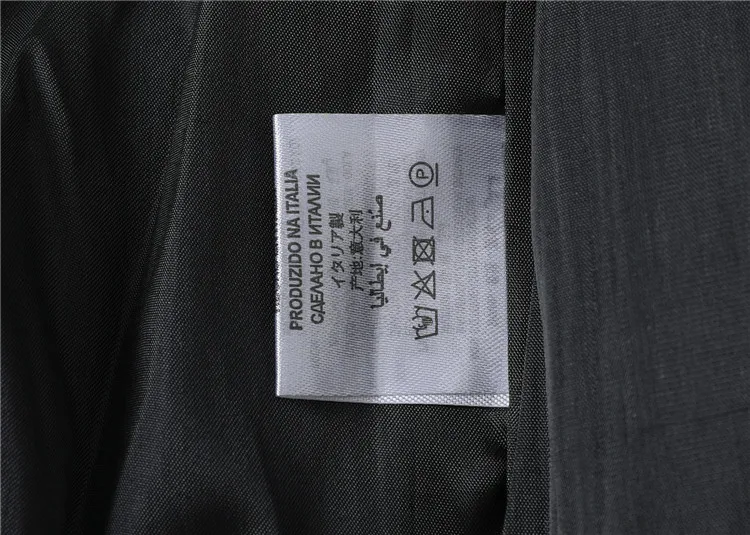 PRODUZIDO NA ITALIA
СДЕЛАНО В ИТАЛИИ
イタリア製
产地:意大利
صنع في إيطاليا
P